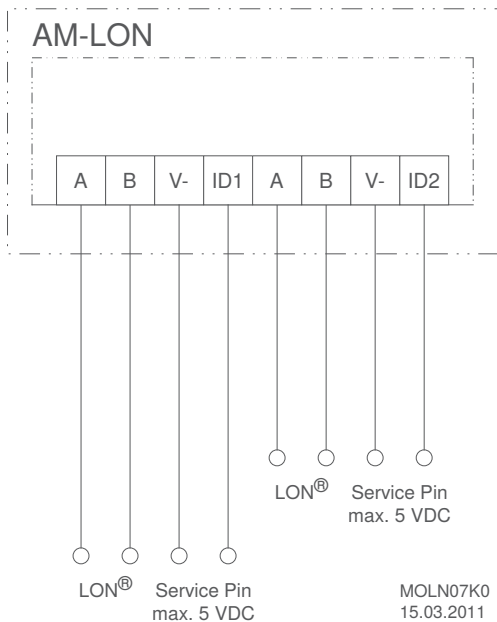 AM-LON
A B V- ID1 A B V- ID2
LON® Service Pin
max. 5 VDC
LON® Service Pin
max. 5 VDC
MOLN07K0
15.03.2011